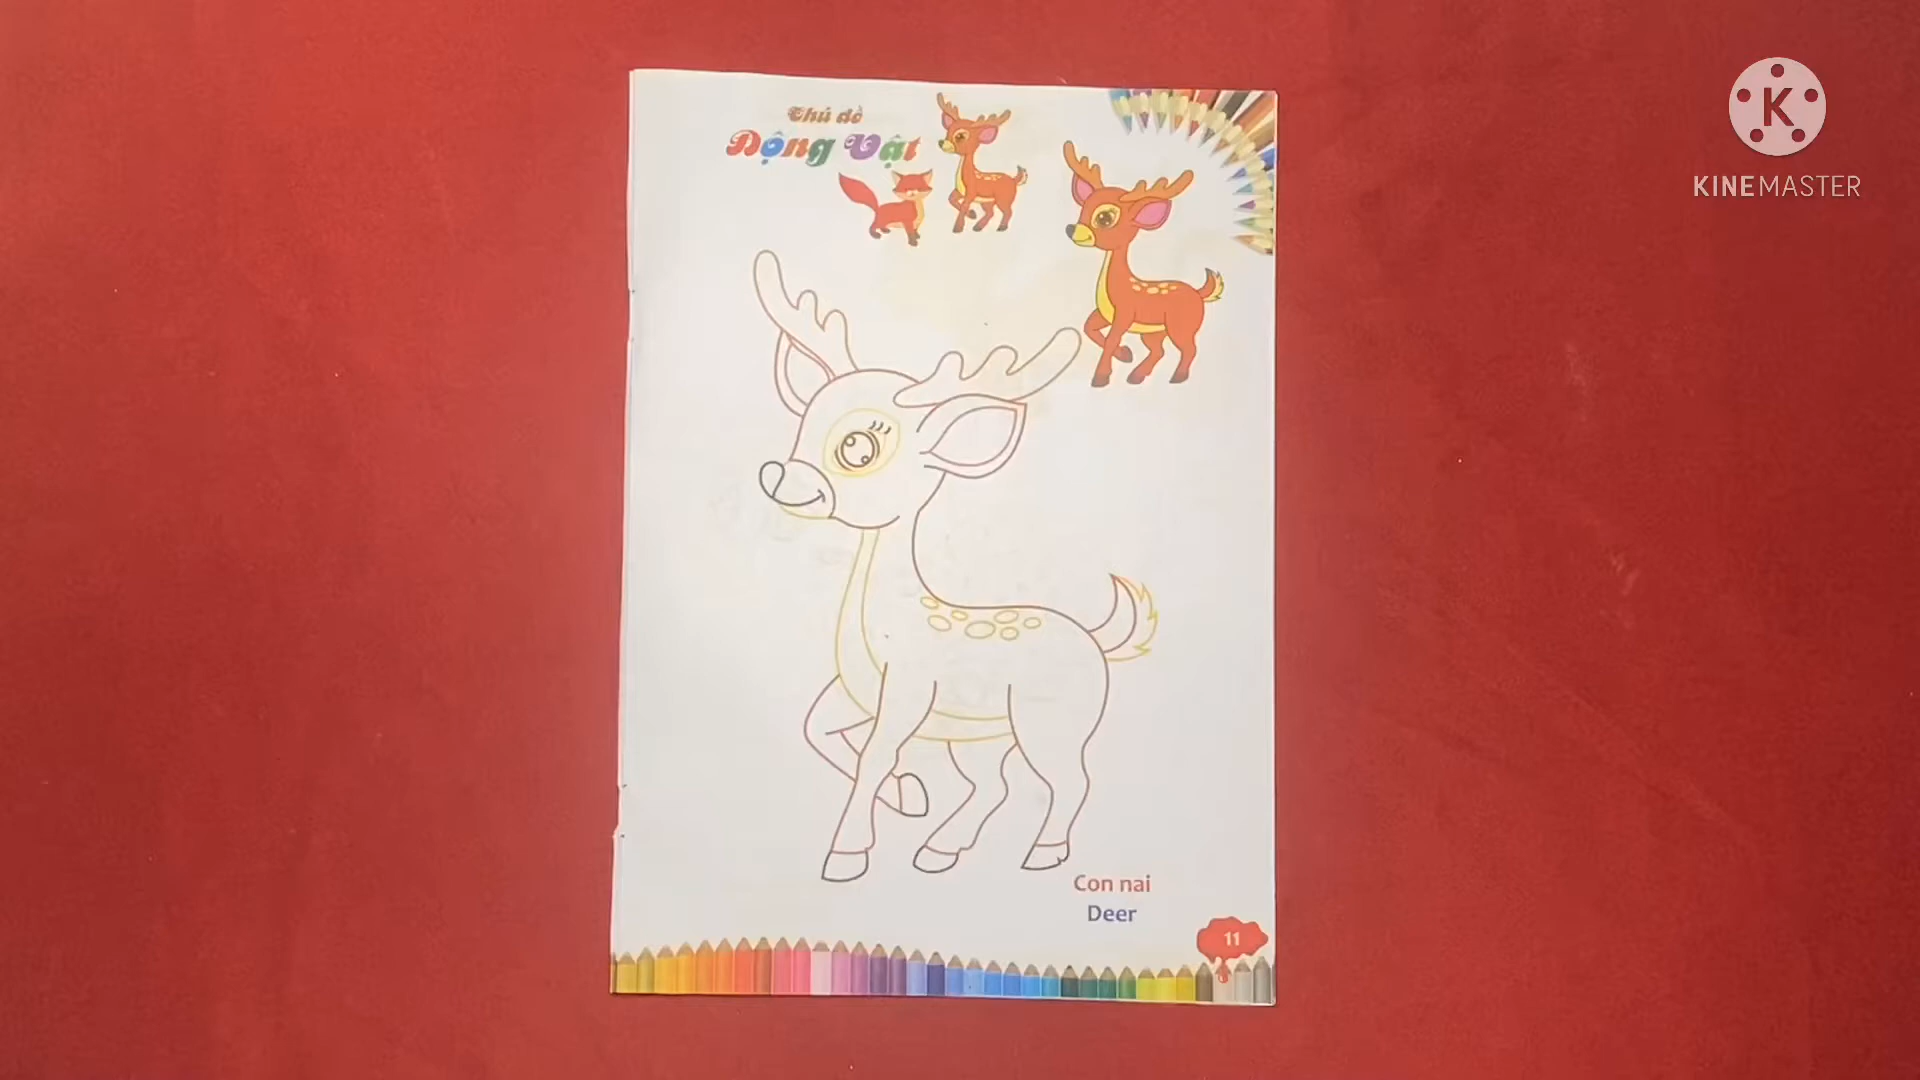 Chủ đề
Động Vật
K
KINEMASTER
Con nai
Deer
11